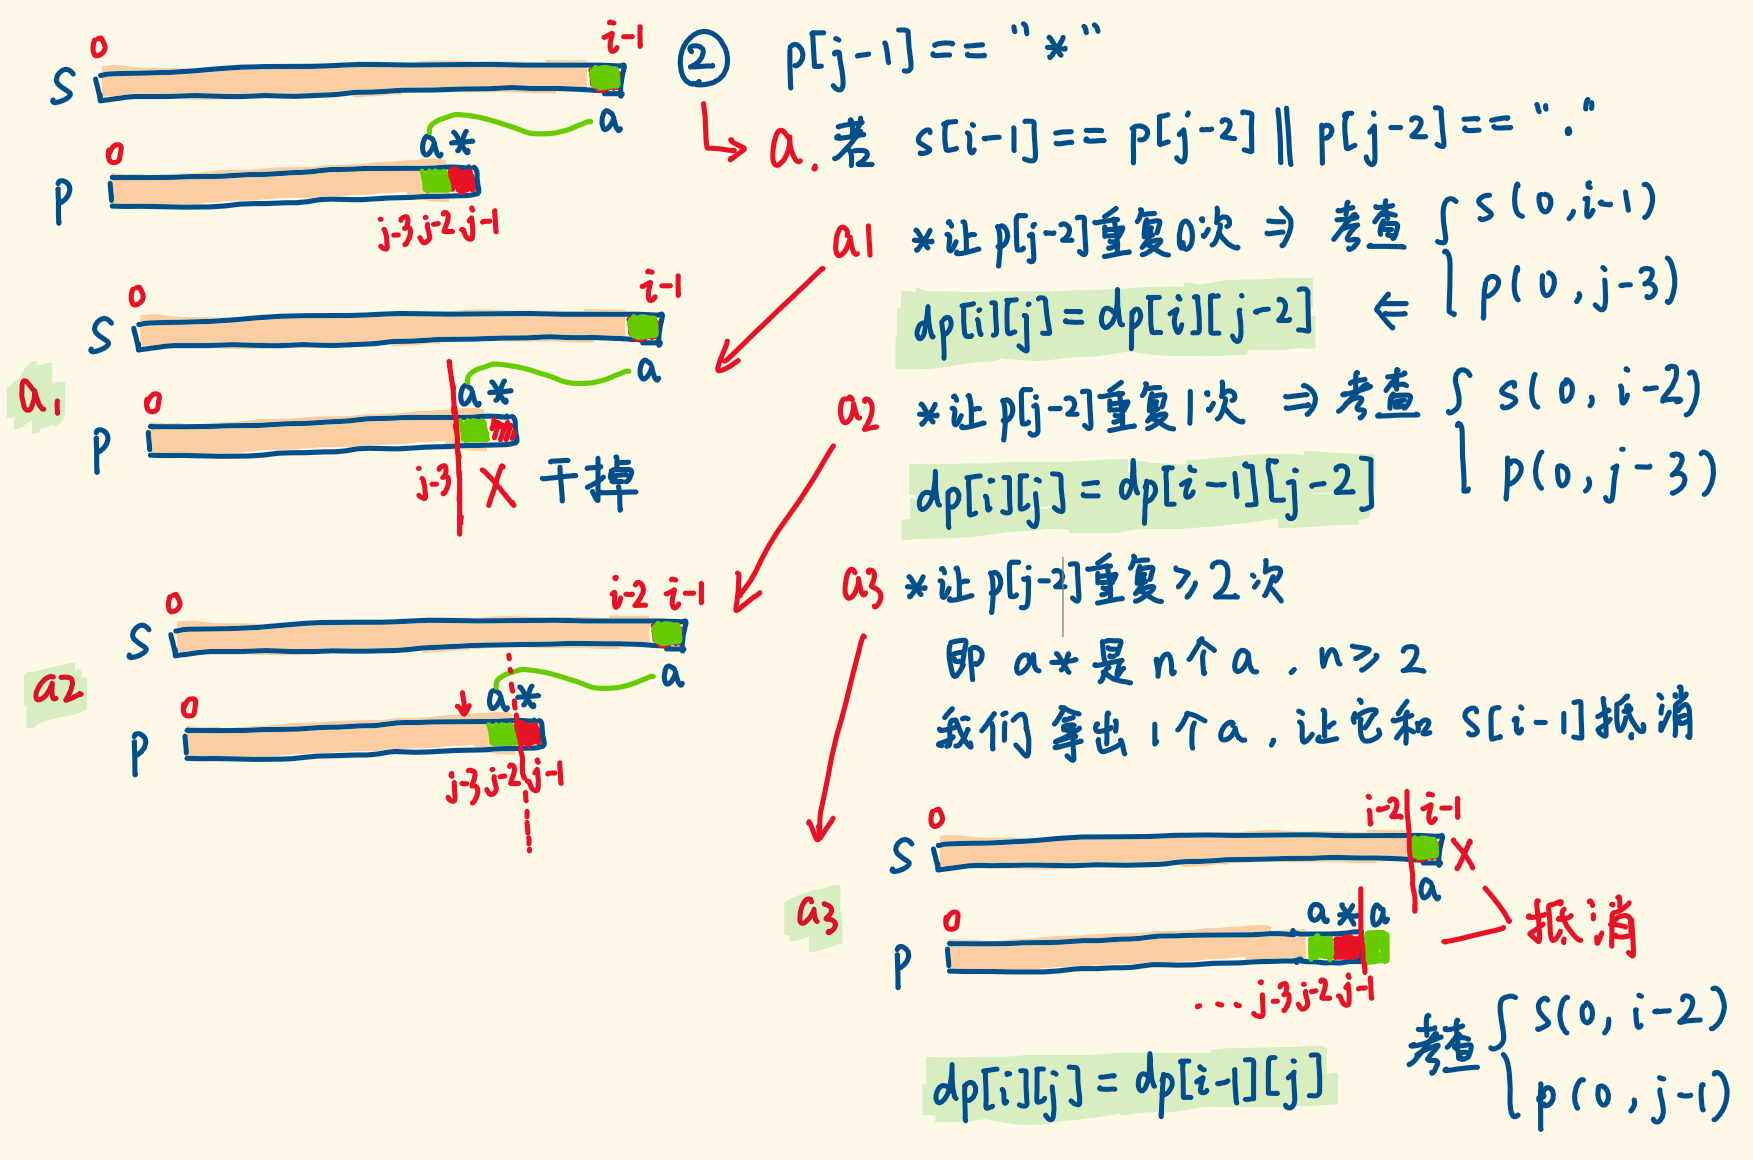 0 i-1
S
a
a*
0
P
j-3 j-2 j-1
② p[j-1] == "*"
a. 若 s[i-1] == p[j-2] || p[j-2] == "."
a1 *让p[j-2]重复0次 ⇒ 考查 { s(0,i-1)
p(0,j-3)
dp[i][j] = dp[i][j-2] ⇐
a2 *让p[j-2]重复1次 ⇒ 考查 { s(0,i-2)
p(0,j-3)
dp[i][j] = dp[i-1][j-2]
a3 *让p[j-2]重复≥2次
即 a*是n个a,n≥2
我们拿出1个a,让它和S[i-1]抵消
0 i-1
S
a
a1
a*
0
P
j-3 X 干掉
0 i-2 i-1
S
a
a2
a*
0
P
j-3 j-2 j-1
0 i-2 i-1
S X
a
a3
a* a
0
P
抵消
... j-3 j-2 j-1
考查 { S(0,i-2)
p(0,j-1)
dp[i][j] = dp[i-1][j]